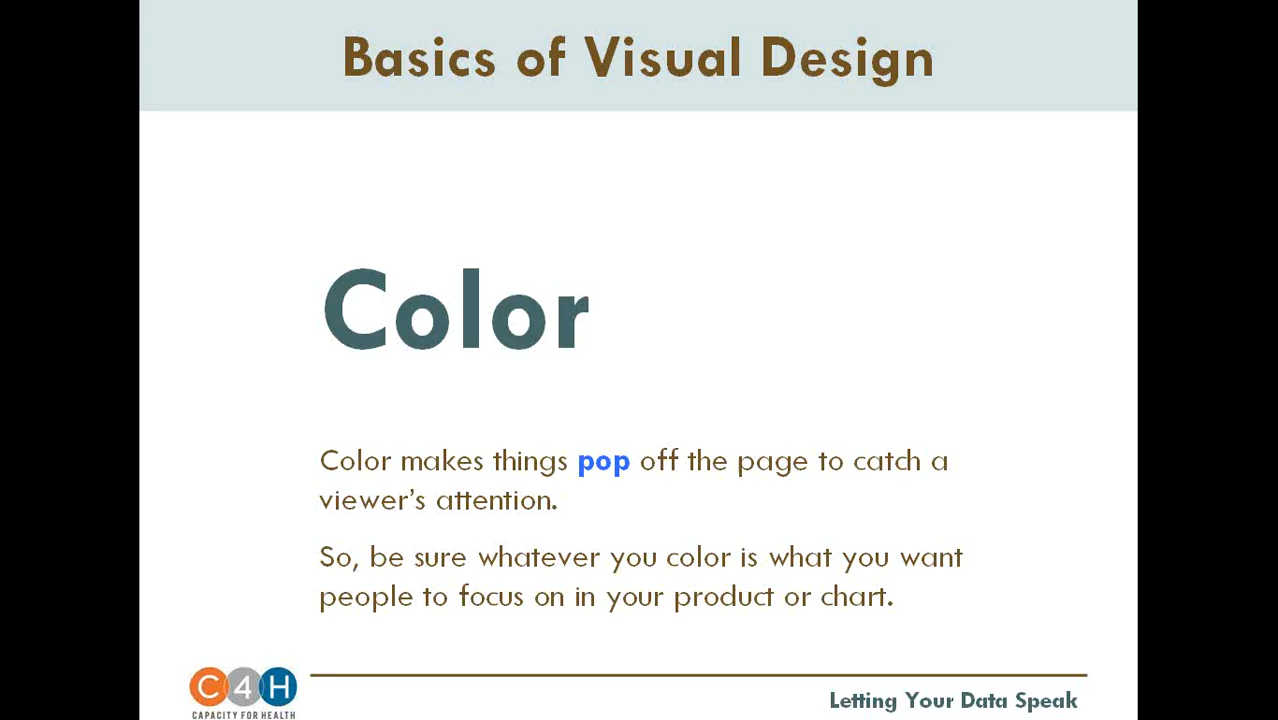 Basics of Visual Design
Color
Color makes things pop off the page to catch a
viewer’s attention.
So, be sure whatever you color is what you want
people to focus on in your product or chart.
C4H
CAPACITY FOR HEALTH
Letting Your Data Speak